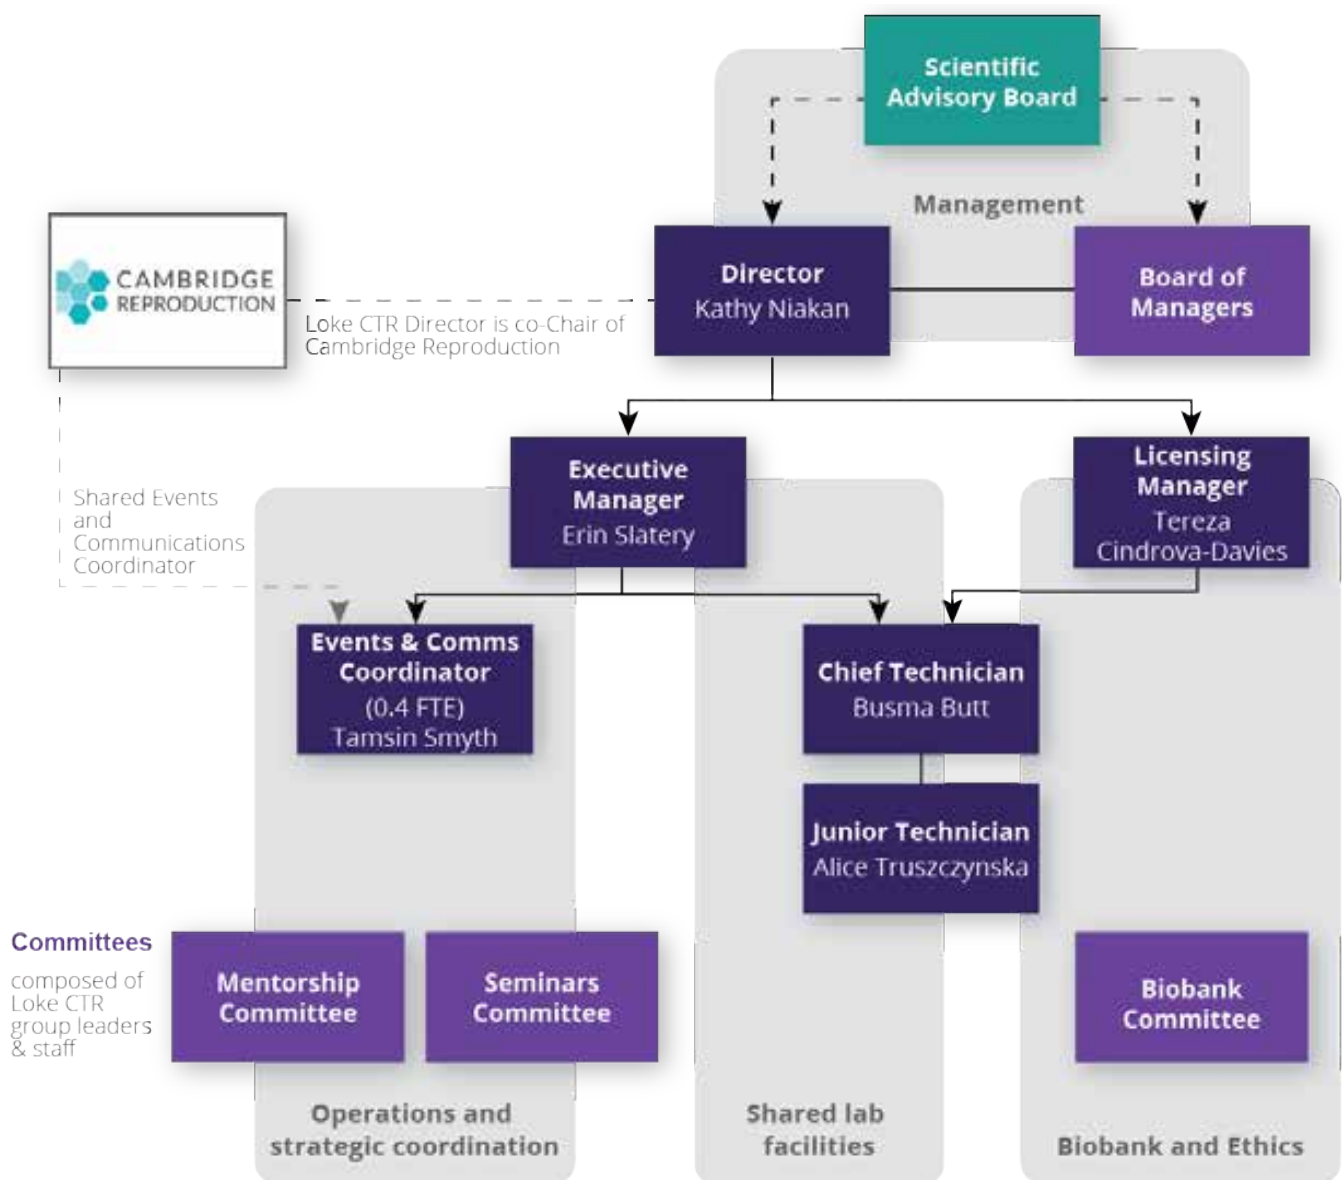 Scientific
Advisory Board
Management
Director
Kathy Niakan
Board of
Managers
CAMBRIDGE
REPRODUCTION
Loke CTR Director is co-Chair of
Cambridge Reproduction
Executive
Manager
Erin Slatery
Licensing
Manager
Tereza
Cindrova-Davies
Shared Events
and
Communications
Coordinator
Events & Comms
Coordinator
(0.4 FTE)
Tamsin Smyth
Chief Technician
Busma Butt
Junior Technician
Alice Truszczynska
Committees
composed of
Loke CTR
group leaders
& staff
Mentorship
Committee
Seminars
Committee
Biobank
Committee
Operations and
strategic coordination
Shared lab
facilities
Biobank and Ethics